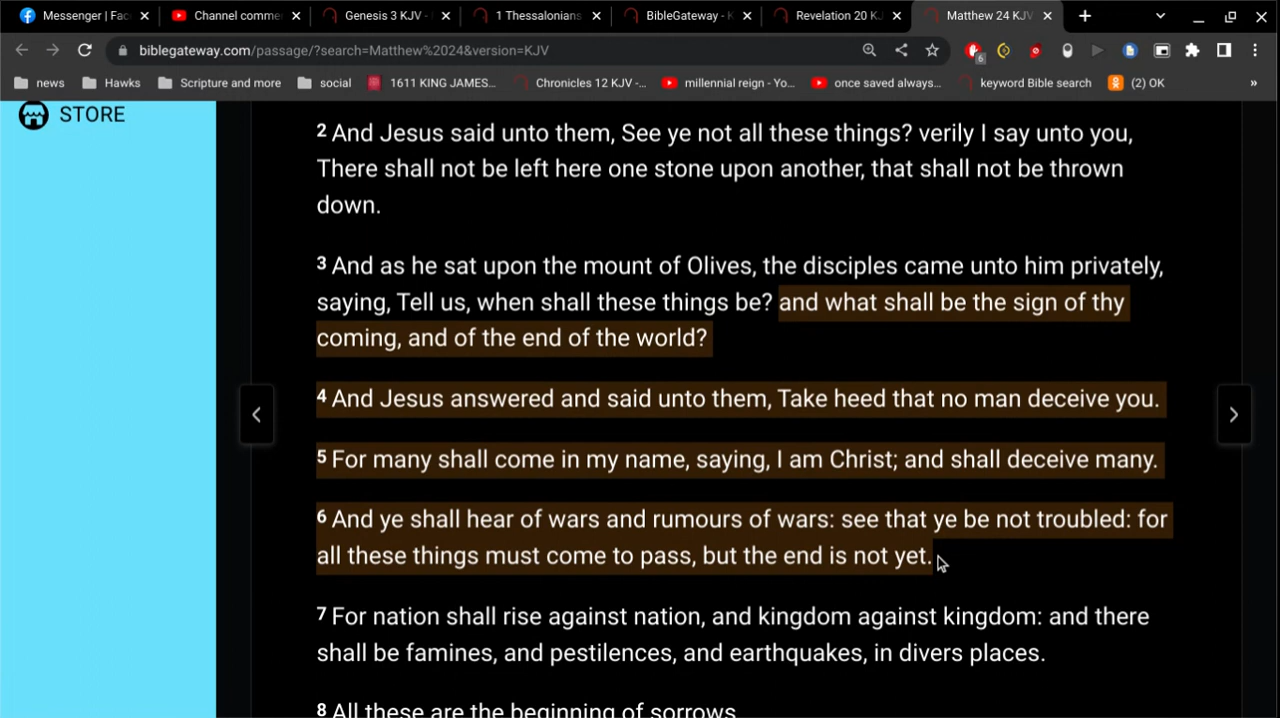 Messenger | Fac
Channel comme
Genesis 3 KJV -
1 Thessalonians
BibleGateway - K
Revelation 20 KJ
Matthew 24 KJV
biblegateway.com/passage/?search=Matthew%2024&version=KJV
6
news
Hawks
Scripture and more
social
1611 KING JAMES...
Chronicles 12 KJV -...
millennial reign - Yo...
once saved always...
keyword Bible search
(2) OK
»
STORE
2 And Jesus said unto them, See ye not all these things? verily I say unto you,
There shall not be left here one stone upon another, that shall not be thrown
down.
3 And as he sat upon the mount of Olives, the disciples came unto him privately,
saying, Tell us, when shall these things be? and what shall be the sign of thy
coming, and of the end of the world?
4 And Jesus answered and said unto them, Take heed that no man deceive you.
5 For many shall come in my name, saying, I am Christ; and shall deceive many.
6 And ye shall hear of wars and rumours of wars: see that ye be not troubled: for
all these things must come to pass, but the end is not yet.
7 For nation shall rise against nation, and kingdom against kingdom: and there
shall be famines, and pestilences, and earthquakes, in divers places.
8 All these are the beginning of sorrows